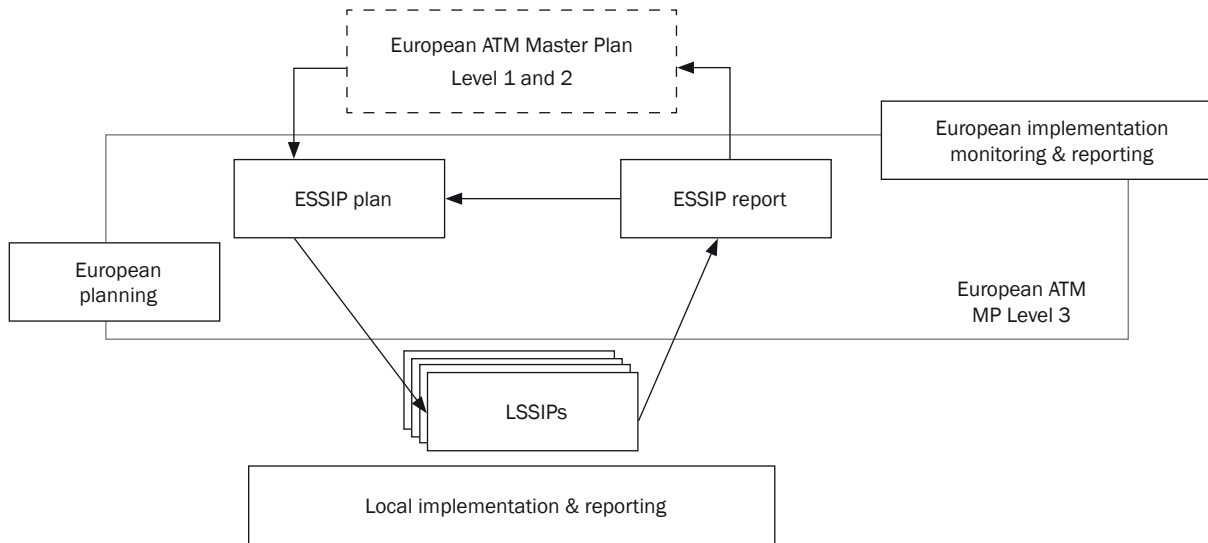 European ATM Master Plan
Level 1 and 2
European implementation
monitoring & reporting
ESSIP plan
ESSIP report
European
planning
European ATM
MP Level 3
LSSIPs
Local implementation & reporting